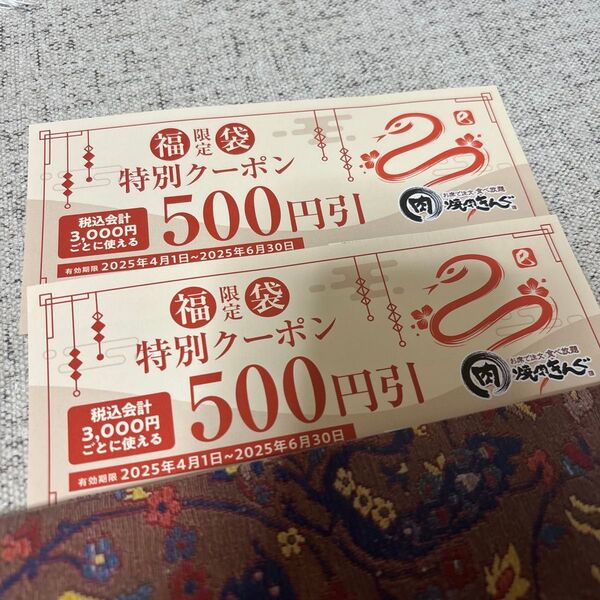 福 限定 袋
特別クーポン
税込会計
3,000円
ごとに使える
500円引
有効期限 2025年4月1日~2025年6月30日
お席で注文 食べ放題
肉 焼肉きんぐ
福 限定 袋
特別クーポン
税込会計
3,000円
ごとに使える
500円引
有効期限 2025年4月1日~2025年6月30日
お席で注文 食べ放題
肉 焼肉きんぐ